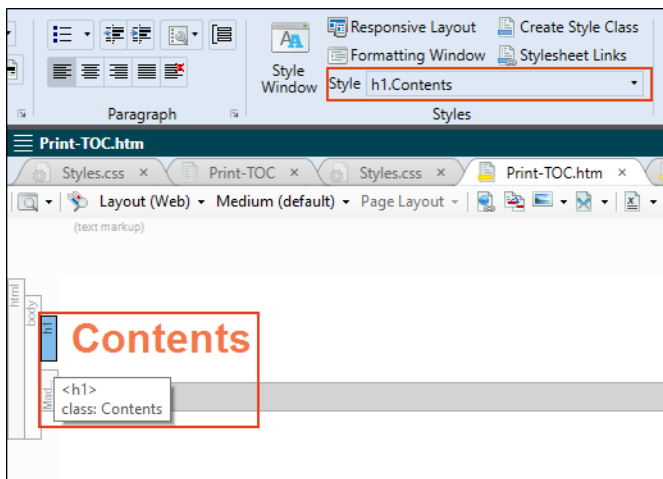 Responsive Layout Create Style Class
Formatting Window Stylesheet Links
Style Window
Style h1.Contents
Paragraph Styles
Print-TOC.htm
Styles.css × Print-TOC × Styles.css × Print-TOC.htm ×
Layout (Web) Medium (default) Page Layout
(text markup)
html
body
h1
Contents
Mad...
<h1>
class: Contents